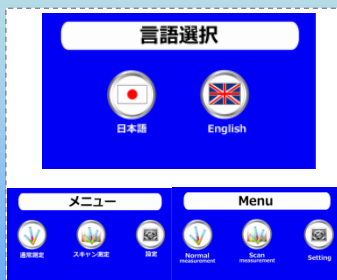 言語選択
日本語
English
メニュー
通常測定
スキャン測定
設定
Menu
Normal
measurement
Scan
measurement
Setting